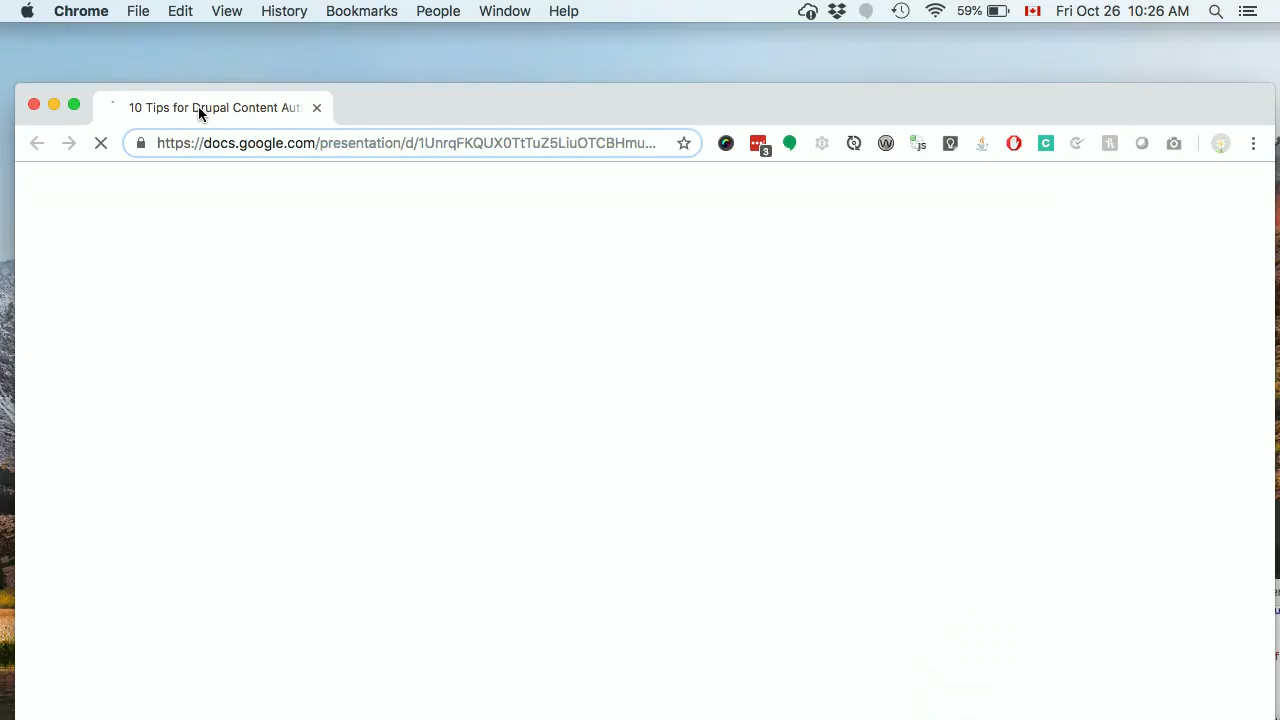 Chrome File Edit View History Bookmarks People Window Help 59% Fri Oct 26 10:26 AM
10 Tips for Drupal Content Aut
https://docs.google.com/presentation/d/1UnrqFKQUX0TtTuZ5LiuOTCBHmu...
3